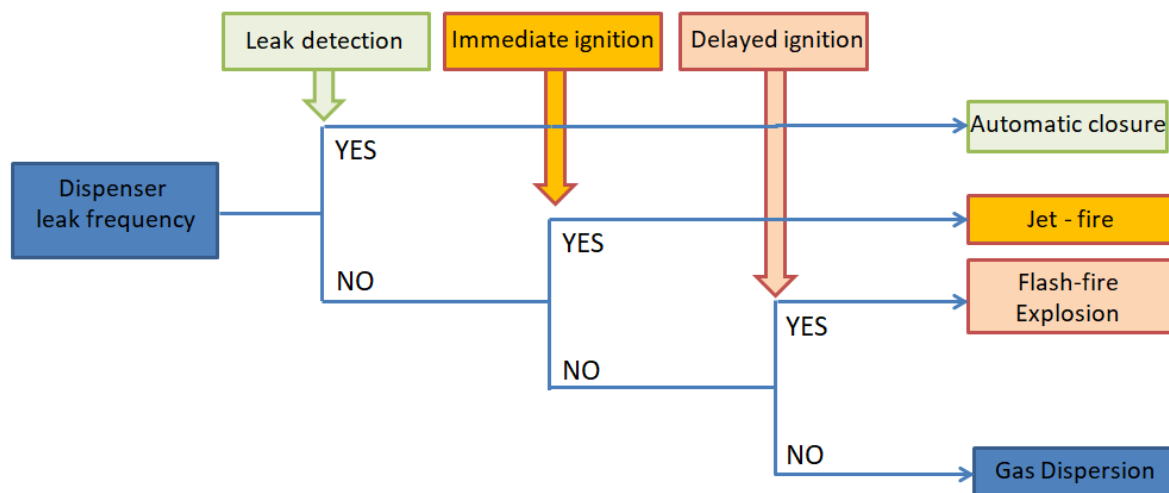 Leak detection
Immediate ignition
Delayed ignition
Automatic closure
YES
Dispenser
leak frequency
Jet - fire
YES
NO
Flash-fire
Explosion
YES
NO
NO
Gas Dispersion